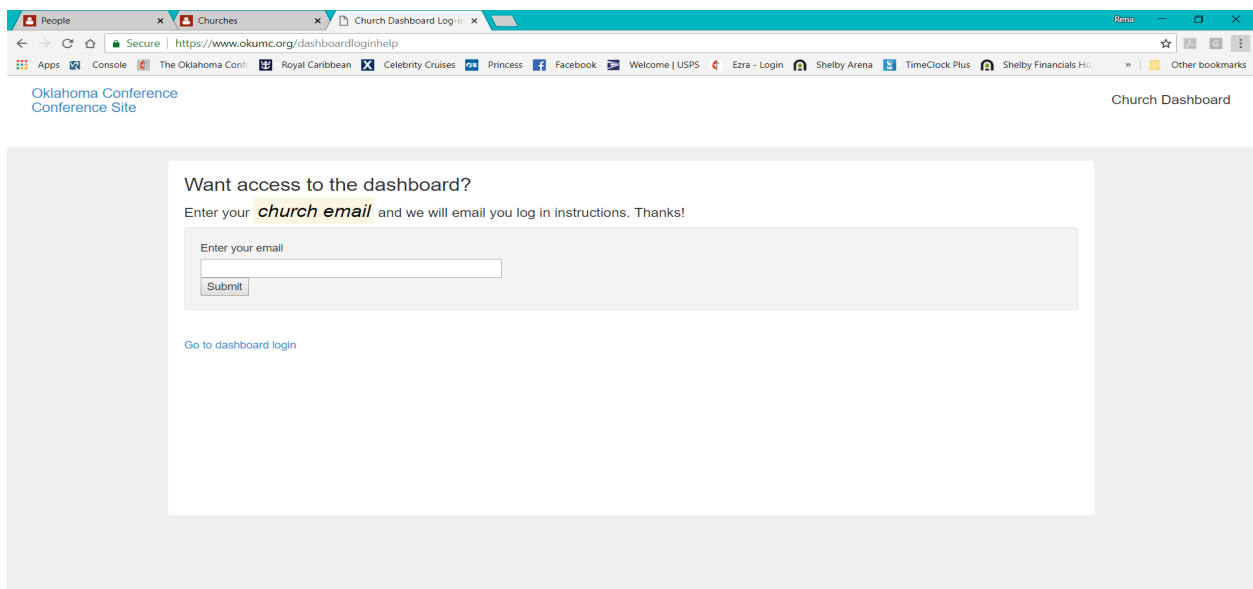 People
Churches
Church Dashboard Log-in
Rena
Secure
https://www.okumc.org/dashboardloginhelp
Apps
Console
The Oklahoma Conf
Royal Caribbean
Celebrity Cruises
Princess
Facebook
Welcome | USPS
Ezra - Login
Shelby Arena
TimeClock Plus
Shelby Financials Ho
»
Other bookmarks
Oklahoma Conference
Conference Site
Church Dashboard
Want access to the dashboard?
Enter your church email and we will email you log in instructions. Thanks!
Enter your email
Submit
Go to dashboard login